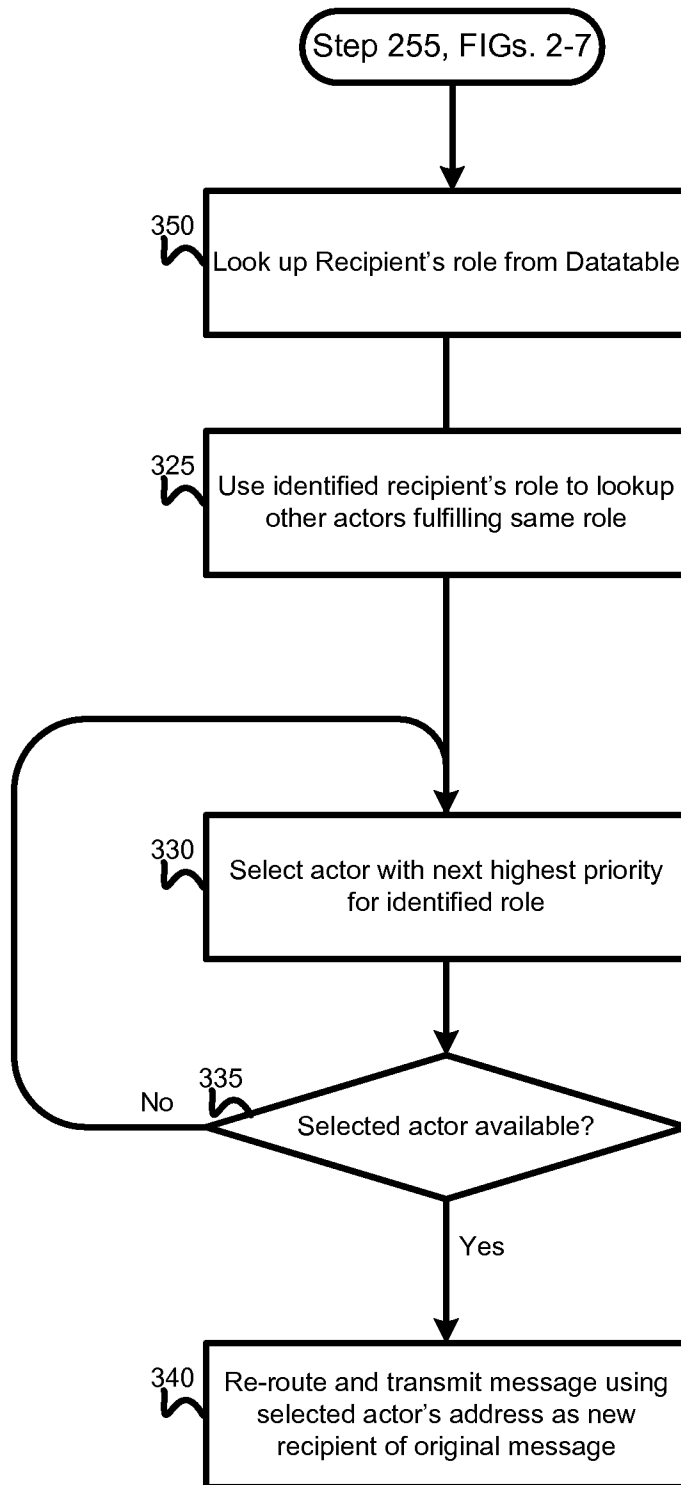 Step 255, FIGs. 2-7
350
Look up Recipient's role from Datatable
325
Use identified recipient's role to lookup
other actors fulfilling same role
330
Select actor with next highest priority
for identified role
335
No
Selected actor available?
Yes
340
Re-route and transmit message using
selected actor's address as new
recipient of original message